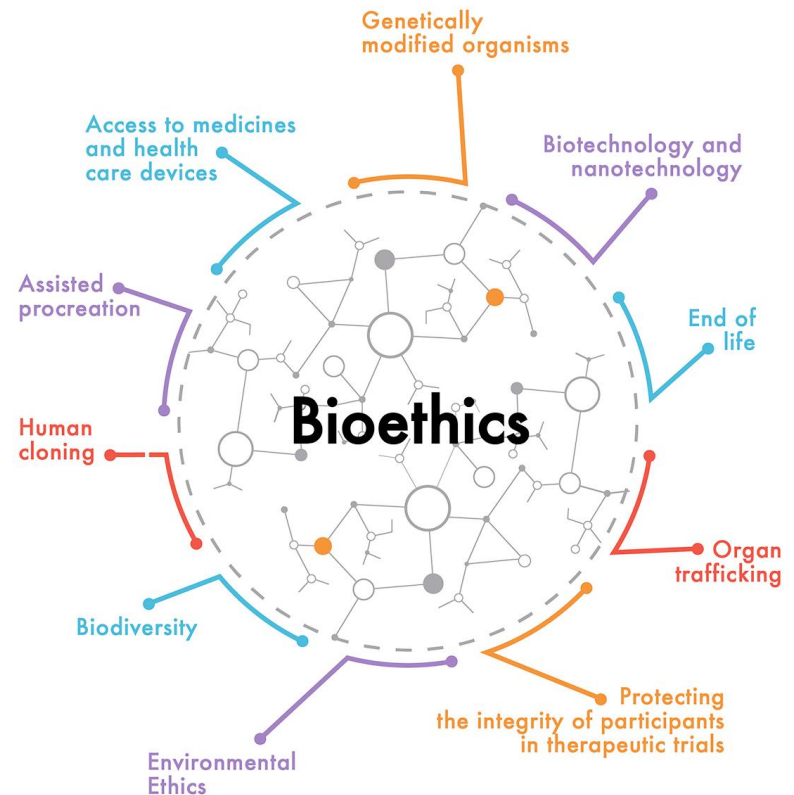 Genetically
modified organisms
Access to medicines
and health
care devices
Biotechnology and
nanotechnology
Assisted
procreation
End of
life
Bioethics
Human
cloning
Organ
trafficking
Biodiversity
Protecting
the integrity of participants
in therapeutic trials
Environmental
Ethics